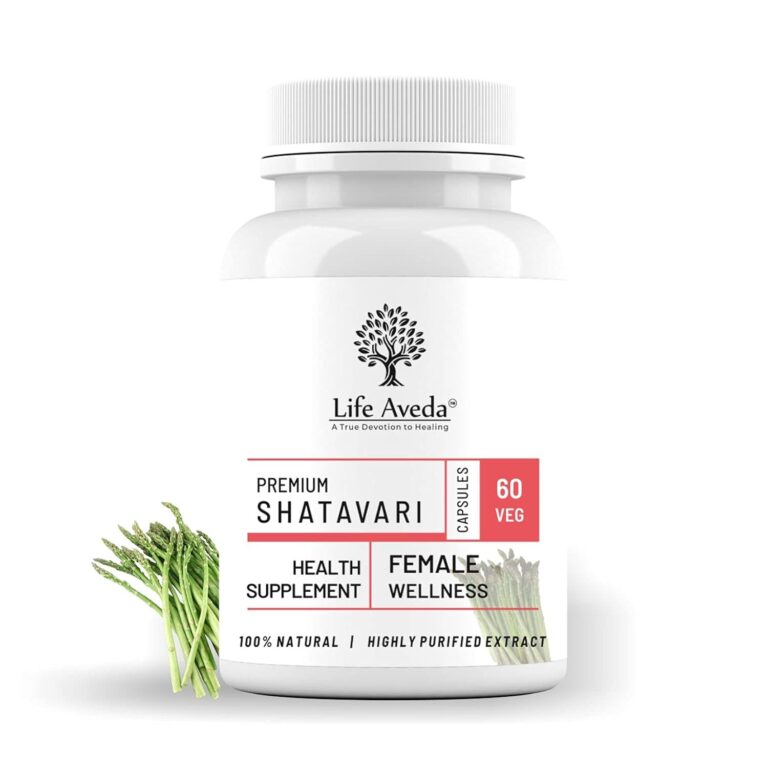 Life Aveda™
A True Devotion to Healing
PREMIUM
SHATAVARI
CAPSULES
60
VEG
HEALTH
SUPPLEMENT
FEMALE
WELLNESS
100% NATURAL | HIGHLY PURIFIED EXTRACT